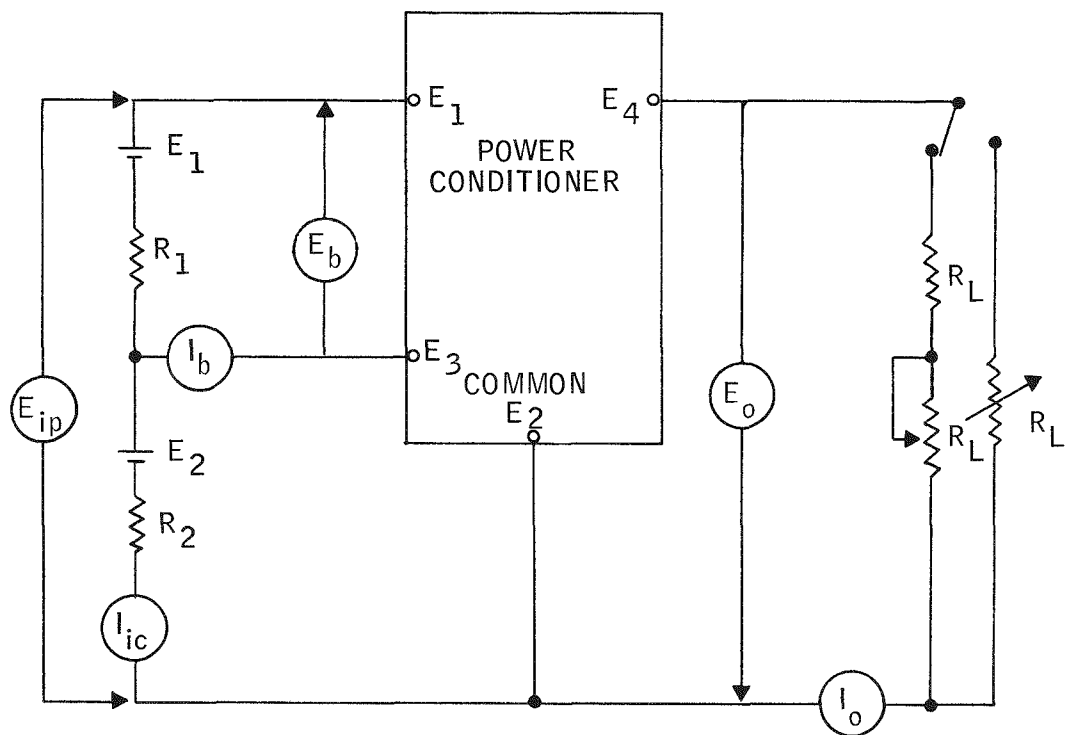 E1
E4
POWER
CONDITIONER
E1
R1
Eb
RL
Ib
E3
COMMON
E2
Eip
Eo
RL
RL
E2
R2
Iic
Io